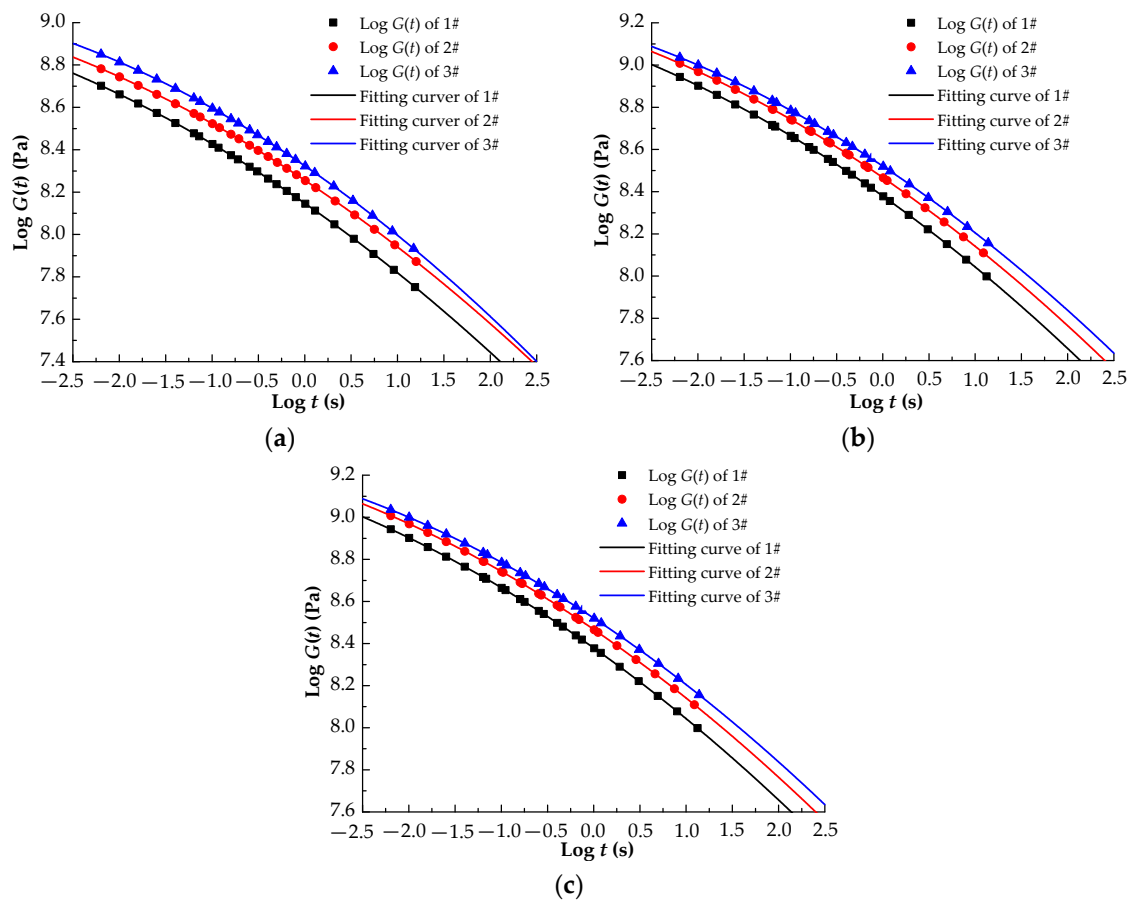 9.0
8.8
8.6
8.4
8.2
8.0
7.8
7.6
7.4
Log G(t) (Pa)
Log G(t) of 1#
Log G(t) of 2#
Log G(t) of 3#
Fitting curver of 1#
Fitting curver of 2#
Fitting curver of 3#
−2.5 −2.0 −1.5 −1.0 −0.5 0.0 0.5 1.0 1.5 2.0 2.5
Log t (s)
(a)
9.2
9.0
8.8
8.6
8.4
8.2
8.0
7.8
7.6
Log G(t) (Pa)
Log G(t) of 1#
Log G(t) of 2#
Log G(t) of 3#
Fitting curve of 1#
Fitting curve of 2#
Fitting curve of 3#
−2.5 −2.0 −1.5 −1.0 −0.5 0.0 0.5 1.0 1.5 2.0 2.5
Log t (s)
(b)
9.2
9.0
8.8
8.6
8.4
8.2
8.0
7.8
7.6
Log G(t) (Pa)
Log G(t) of 1#
Log G(t) of 2#
Log G(t) of 3#
Fitting curve of 1#
Fitting curve of 2#
Fitting curve of 3#
−2.5 −2.0 −1.5 −1.0 −0.5 0.0 0.5 1.0 1.5 2.0 2.5
Log t (s)
(c)